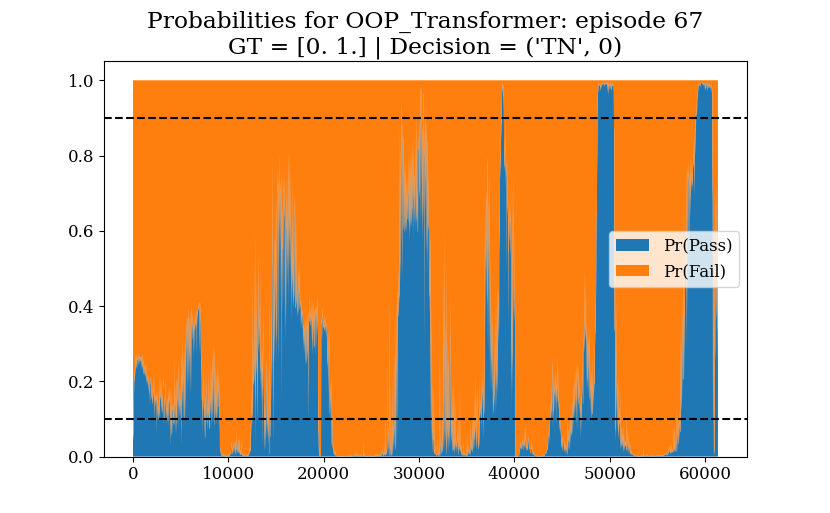 Probabilities for OOP_Transformer: episode 67
GT = [0. 1.] | Decision = ('TN', 0)
1.0
0.8
0.6
0.4
0.2
0.0
Pr(Pass)
Pr(Fail)
0 10000 20000 30000 40000 50000 60000